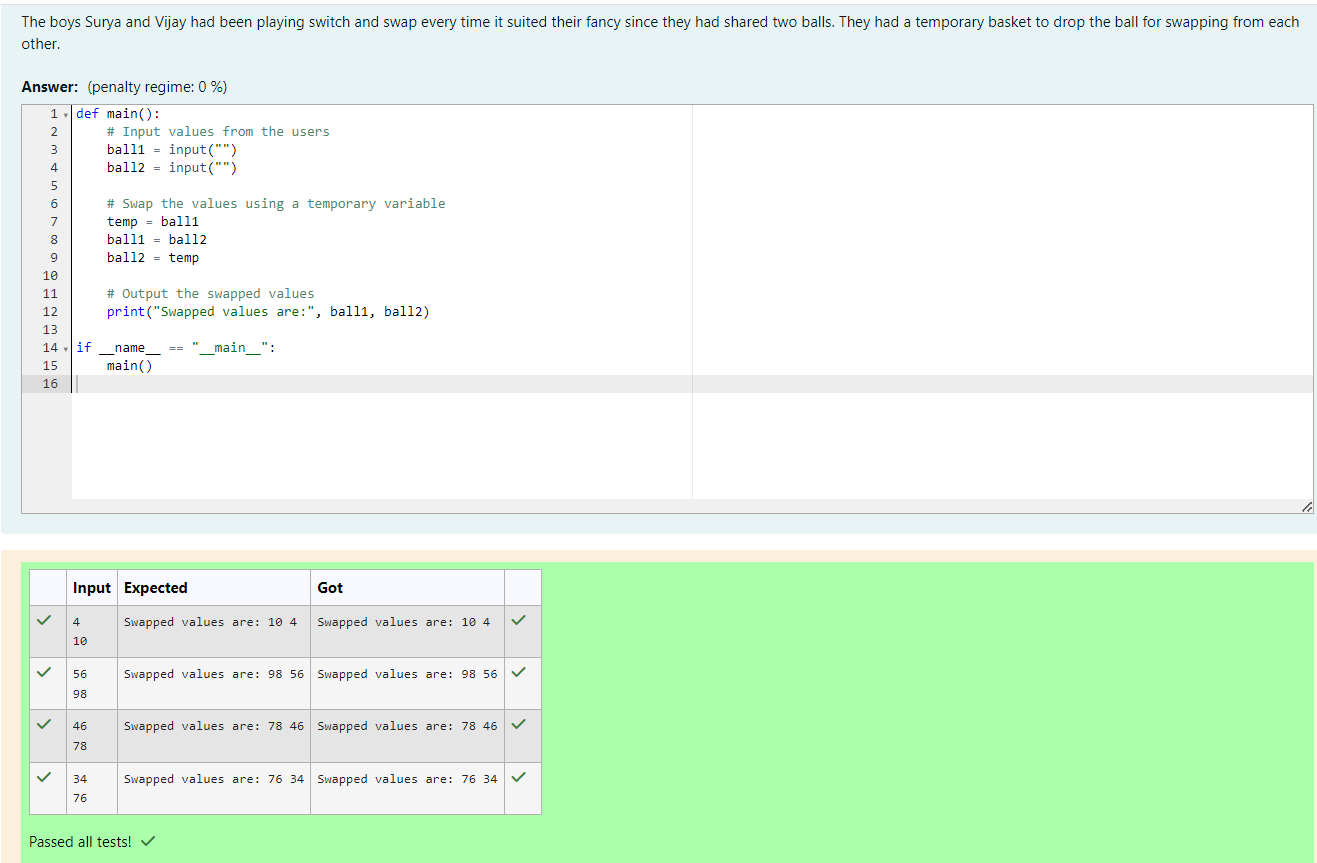 The boys Surya and Vijay had been playing switch and swap every time it suited their fancy since they had shared two balls. They had a temporary basket to drop the ball for swapping from each
other.
Answer: (penalty regime: 0 %)
1 def main():
2     # Input values from the users
3     ball1 = input("")
4     ball2 = input("")
5
6     # Swap the values using a temporary variable
7     temp = ball1
8     ball1 = ball2
9     ball2 = temp
10
11     # Output the swapped values
12     print("Swapped values are:", ball1, ball2)
13
14 if __name__ == "__main__":
15     main()
16
Input Expected Got
4 Swapped values are: 10 4 Swapped values are: 10 4
10
56 Swapped values are: 98 56 Swapped values are: 98 56
98
46 Swapped values are: 78 46 Swapped values are: 78 46
78
34 Swapped values are: 76 34 Swapped values are: 76 34
76
Passed all tests!